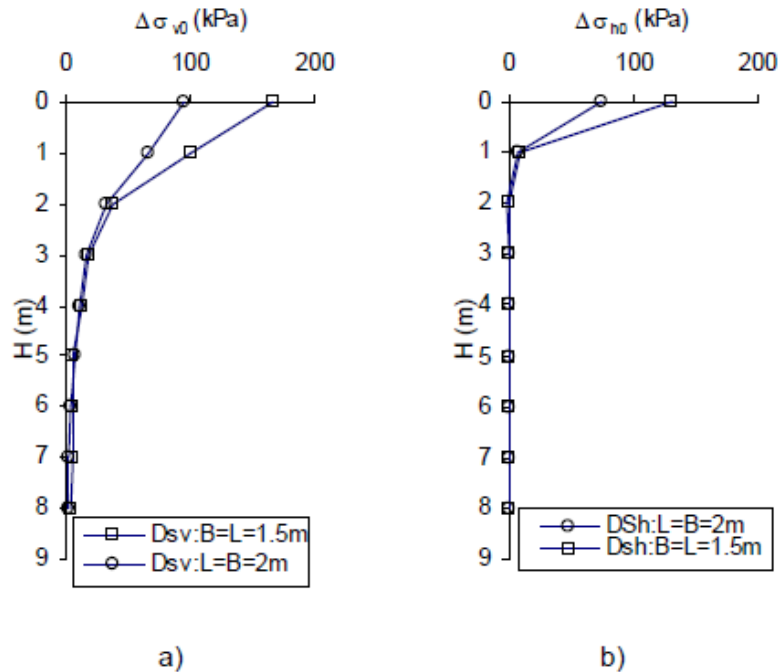 Δσv0 (kPa)
0 100 200
0
1
2
3
4
5
6
7
8
9
H (m)
Dsv:B=L=1.5m
Dsv:L=B=2m
a)
Δσh0 (kPa)
0 100 200
0
1
2
3
4
5
6
7
8
9
H (m)
DSh:L=B=2m
Dsh:B=L=1.5m
b)